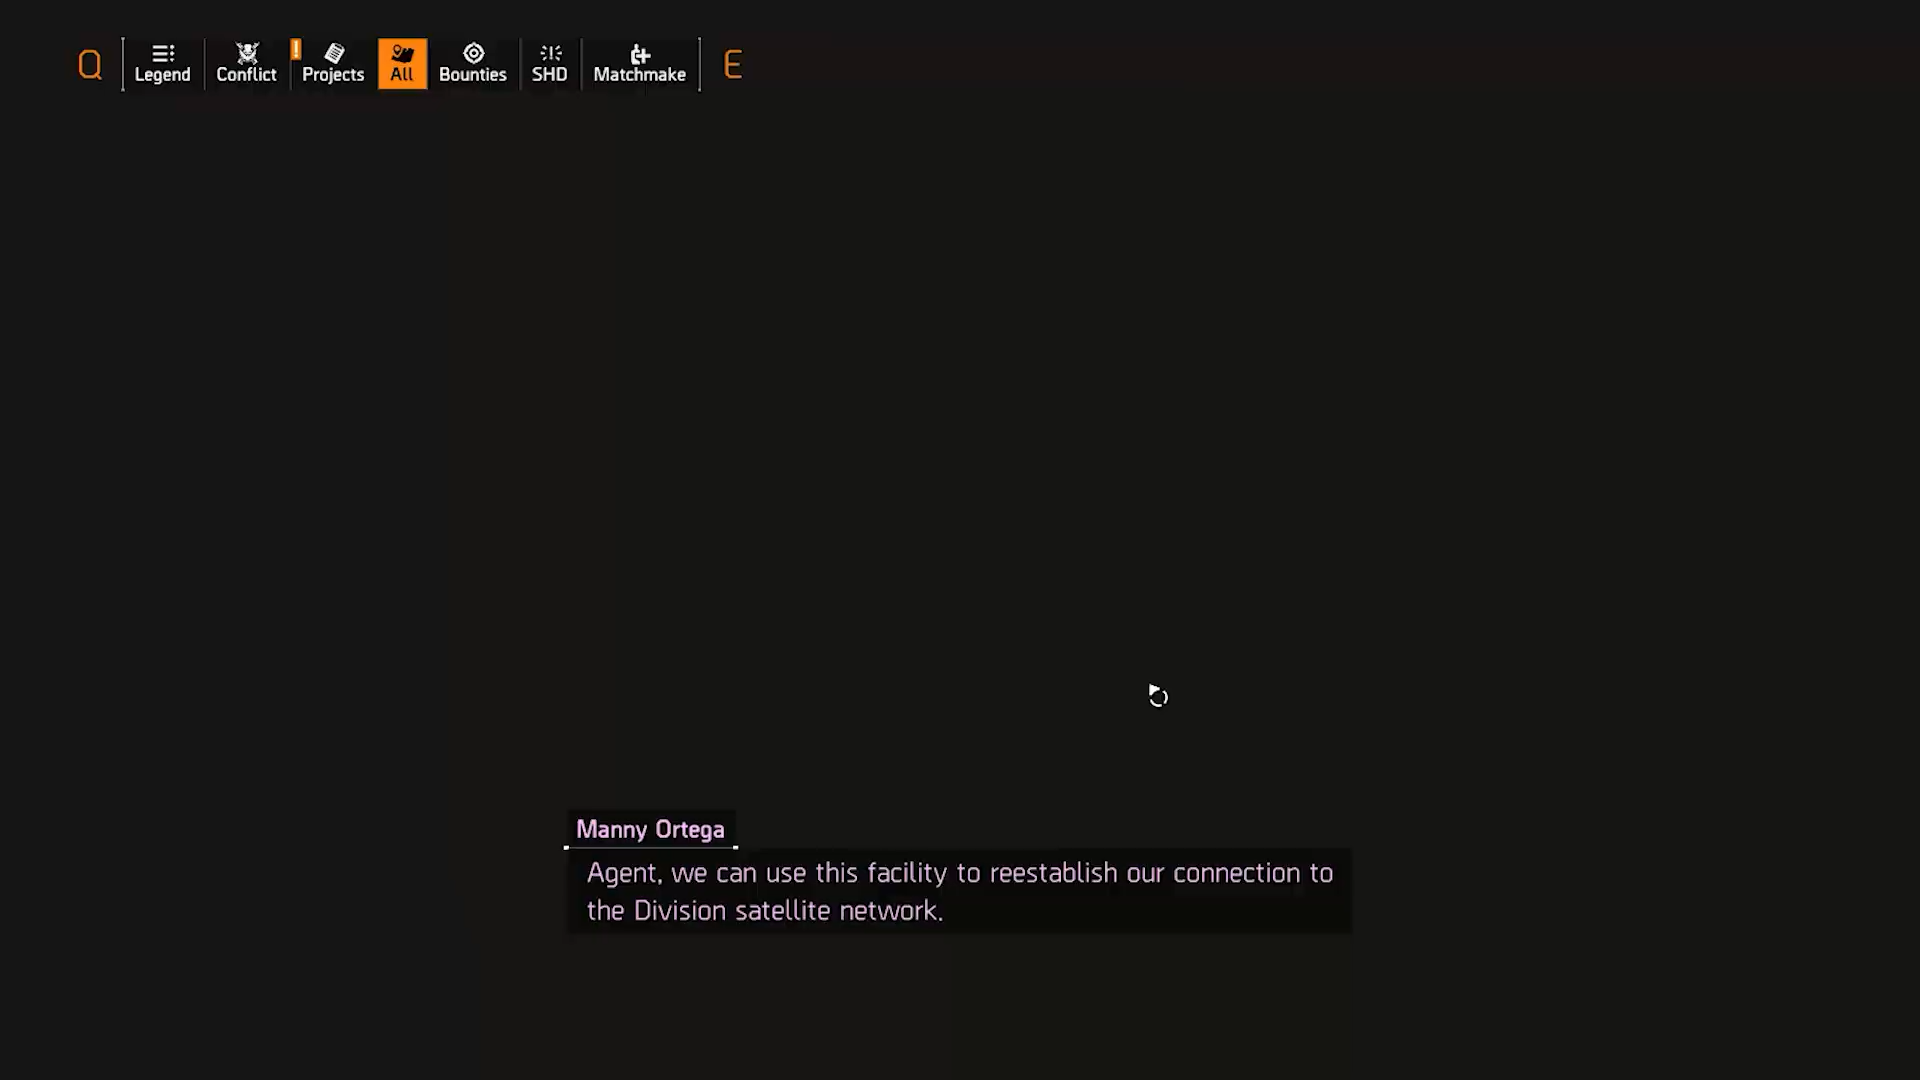 Q Legend Conflict ! Projects All Bounties SHD Matchmake E
Manny Ortega
Agent, we can use this facility to reestablish our connection to
the Division satellite network.